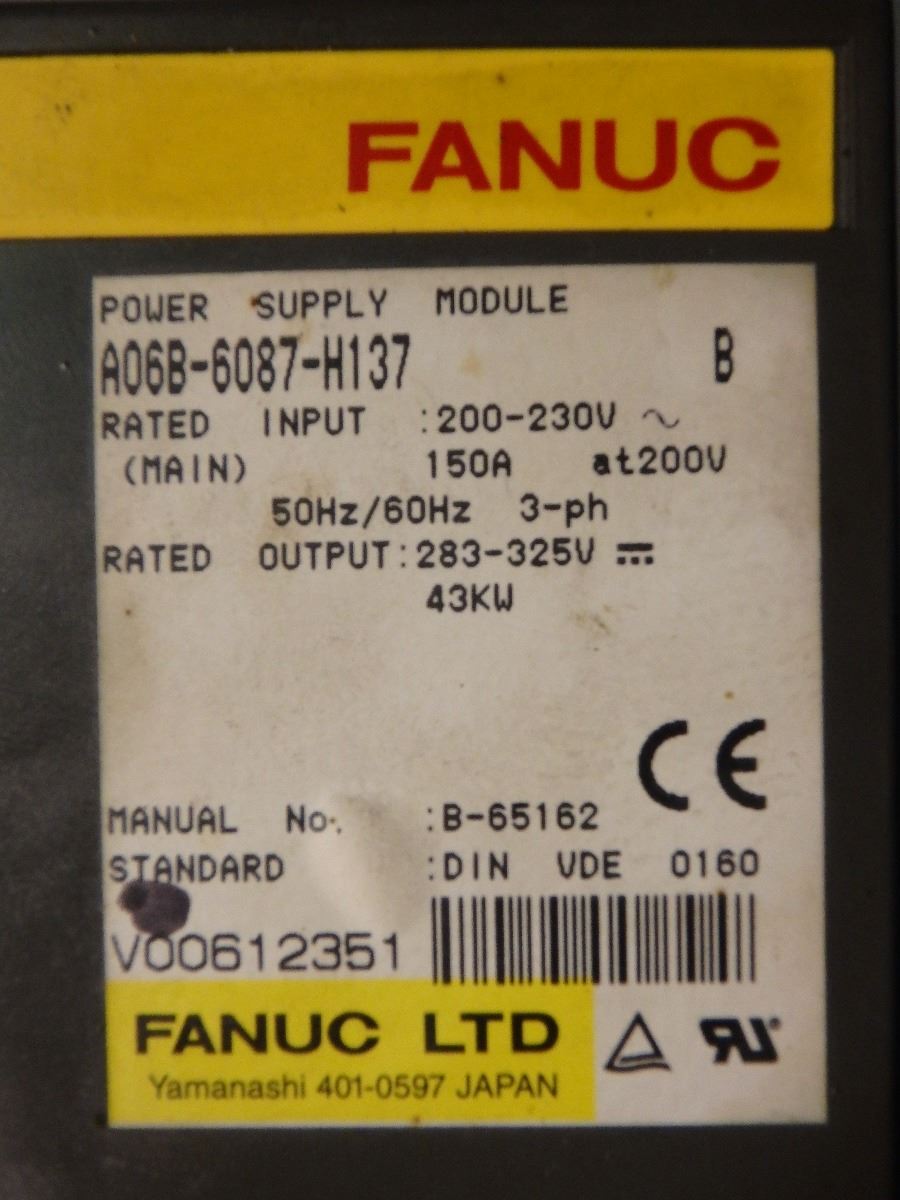 FANUC
POWER SUPPLY MODULE
A06B-6087-H137 B
RATED INPUT :200-230V ~
(MAIN) 150A at200V
50Hz/60Hz 3-ph
RATED OUTPUT:283-325V ⎓
43KW
CE
MANUAL No. :B-65162
STANDARD :DIN VDE 0160
V00612351
FANUC LTD
Yamanashi 401-0597 JAPAN